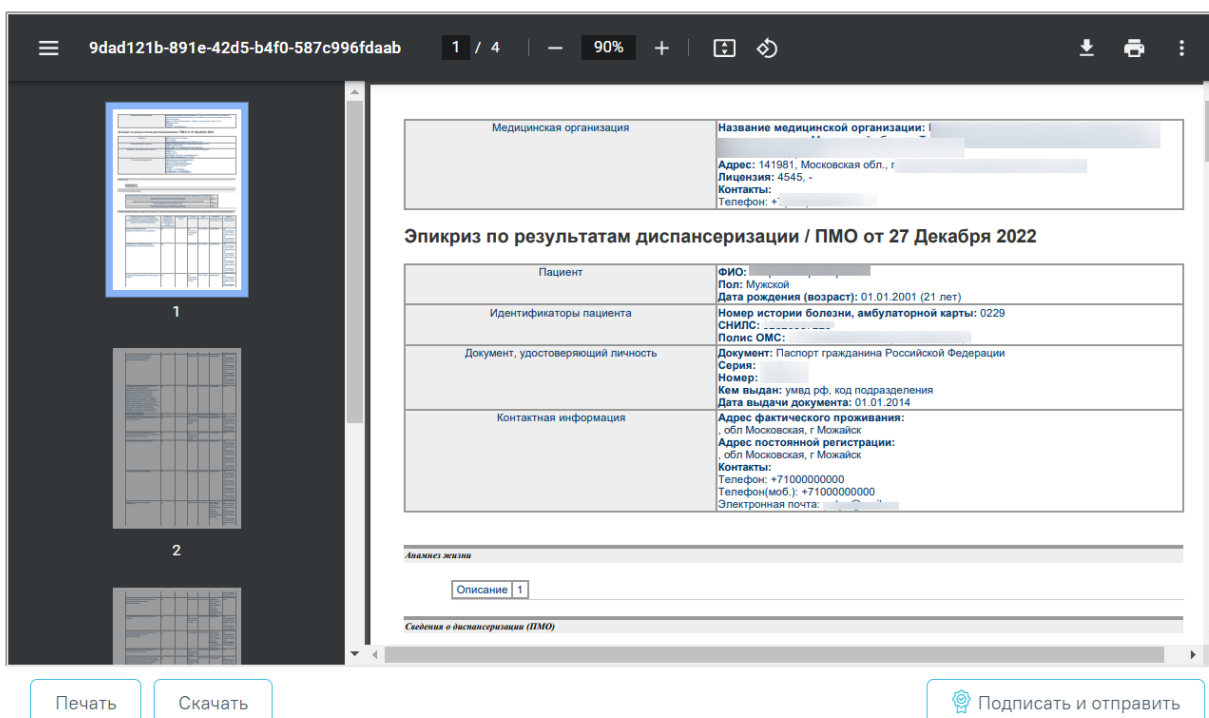 9dad121b-891e-42d5-b4f0-587c996fdaab
1 / 4
90%
1
2
Медицинская организация
Название медицинской организации:
Адрес: 141981, Московская обл., г
Лицензия: 4545, -
Контакты:
Телефон: +7
Эпикриз по результатам диспансеризации / ПМО от 27 Декабря 2022
Пациент
ФИО:
Пол: Мужской
Дата рождения (возраст): 01.01.2001 (21 лет)
Идентификаторы пациента
Номер истории болезни, амбулаторной карты: 0229
СНИЛС:
Полис ОМС:
Документ, удостоверяющий личность
Документ: Паспорт гражданина Российской Федерации
Серия:
Номер:
Кем выдан: умвд рф, код подразделения
Дата выдачи документа: 01.01.2014
Контактная информация
Адрес фактического проживания:
, обл Московская, г Можайск
Адрес постоянной регистрации:
, обл Московская, г Можайск
Контакты:
Телефон: +71000000000
Телефон(моб.): +71000000000
Электронная почта:
Анамнез жизни
Описание 1
Сведения о диспансеризации (ПМО)
Печать
Скачать
Подписать и отправить